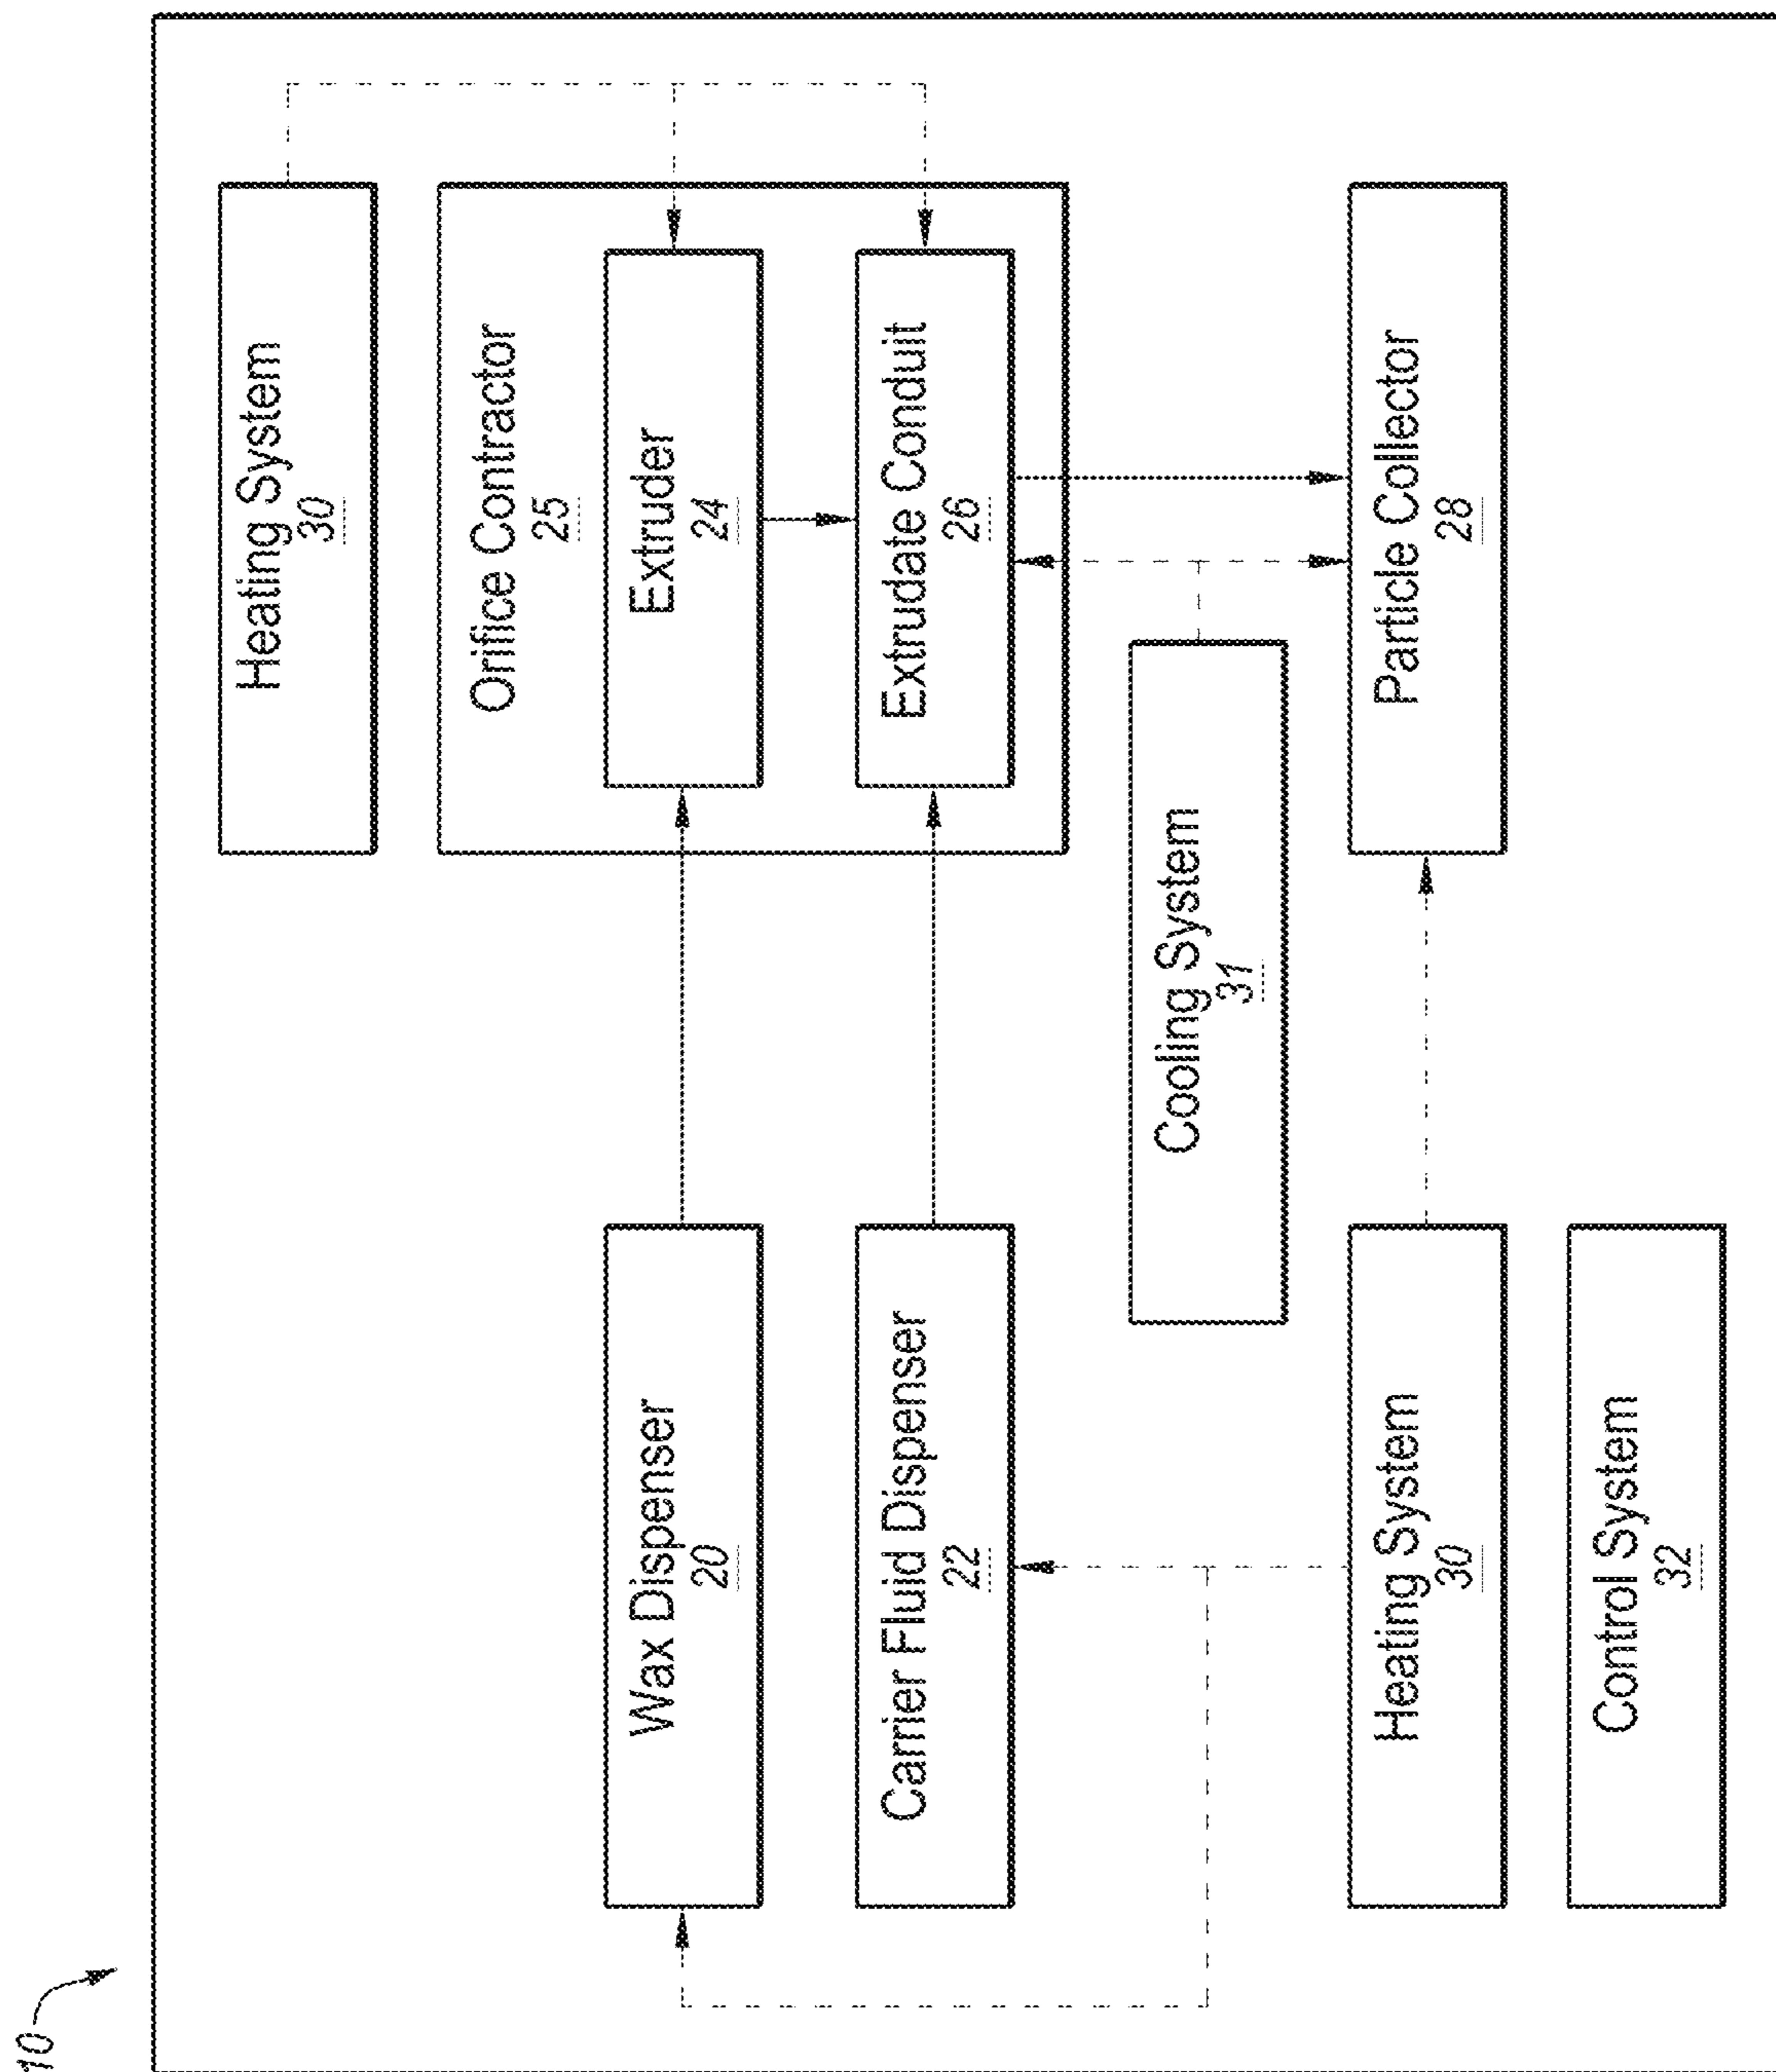 10
Heating System
30
Orifice Contractor
25
Wax Dispenser
20
Extruder
24
Carrier Fluid Dispenser
22
Extrudate Conduit
26
Cooling System
31
Heating System
30
Particle Collector
28
Control System
32